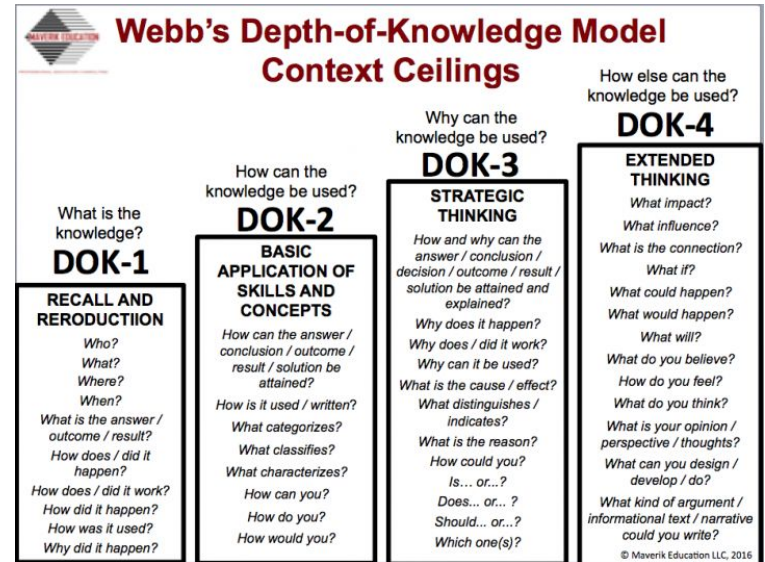 MAVERIK EDUCATION
Webb's Depth-of-Knowledge Model
Context Ceilings
What is the
knowledge?
DOK-1
RECALL AND
RERODUCTIION
Who?
What?
Where?
When?
What is the answer /
outcome / result?
How does / did it
happen?
How does / did it work?
How did it happen?
How was it used?
Why did it happen?
How can the
knowledge be used?
DOK-2
BASIC
APPLICATION OF
SKILLS AND
CONCEPTS
How can the answer /
conclusion / outcome /
result / solution be
attained?
How is it used / written?
What categorizes?
What classifies?
What characterizes?
How can you?
How do you?
How would you?
Why can the
knowledge be used?
DOK-3
STRATEGIC
THINKING
How and why can the
answer / conclusion /
decision / outcome / result /
solution be attained and
explained?
Why does it happen?
Why does / did it work?
Why can it be used?
What is the cause / effect?
What distinguishes /
indicates?
What is the reason?
How could you?
Is... or...?
Does... or... ?
Should... or...?
Which one(s)?
How else can the
knowledge be used?
DOK-4
EXTENDED
THINKING
What impact?
What influence?
What is the connection?
What if?
What could happen?
What would happen?
What will?
What do you believe?
How do you feel?
What do you think?
What is your opinion /
perspective / thoughts?
What can you design /
develop / do?
What kind of argument /
informational text / narrative
could you write?
© Maverik Education LLC, 2016